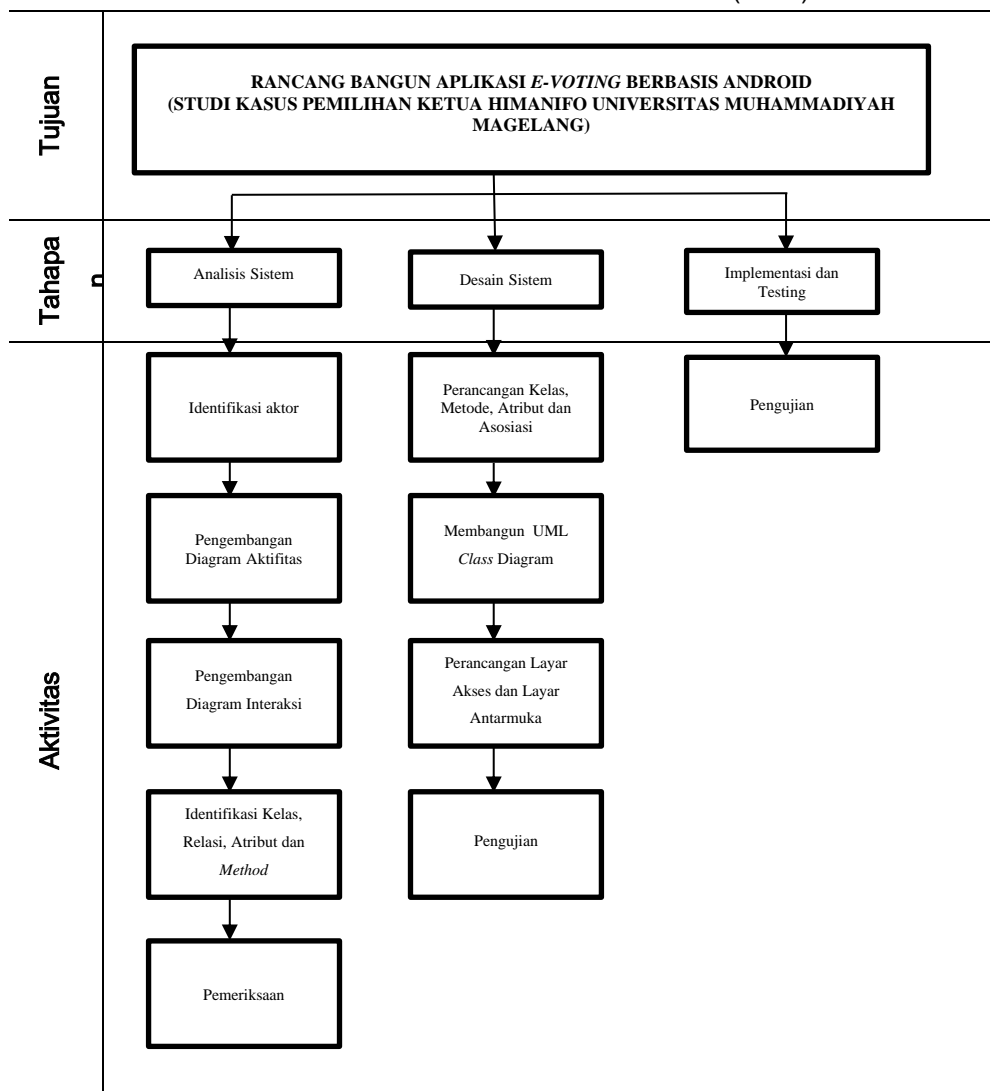 Tujuan
RANCANG BANGUN APLIKASI E-VOTING BERBASIS ANDROID
(STUDI KASUS PEMILIHAN KETUA HIMANIFO UNIVERSITAS MUHAMMADIYAH
MAGELANG)
Tahapa
n
Analisis Sistem
Desain Sistem
Implementasi dan
Testing
Aktivitas
Identifikasi aktor
Pengembangan
Diagram Aktifitas
Pengembangan
Diagram Interaksi
Identifikasi Kelas,
Relasi, Atribut dan
Method
Pemeriksaan
Perancangan Kelas,
Metode, Atribut dan
Asosiasi
Membangun UML
Class Diagram
Perancangan Layar
Akses dan Layar
Antarmuka
Pengujian
Pengujian